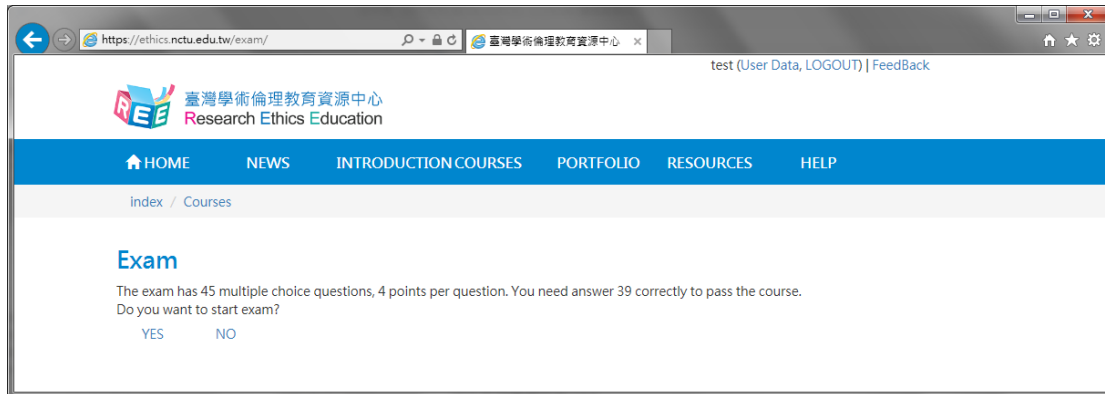 https://ethics.nctu.edu.tw/exam/
臺灣學術倫理教育資源中心
test (User Data, LOGOUT) | FeedBack
REE
臺灣學術倫理教育資源中心
Research Ethics Education
HOME NEWS INTRODUCTION COURSES PORTFOLIO RESOURCES HELP
index / Courses
Exam
The exam has 45 multiple choice questions, 4 points per question. You need answer 39 correctly to pass the course.
Do you want to start exam?
YES NO